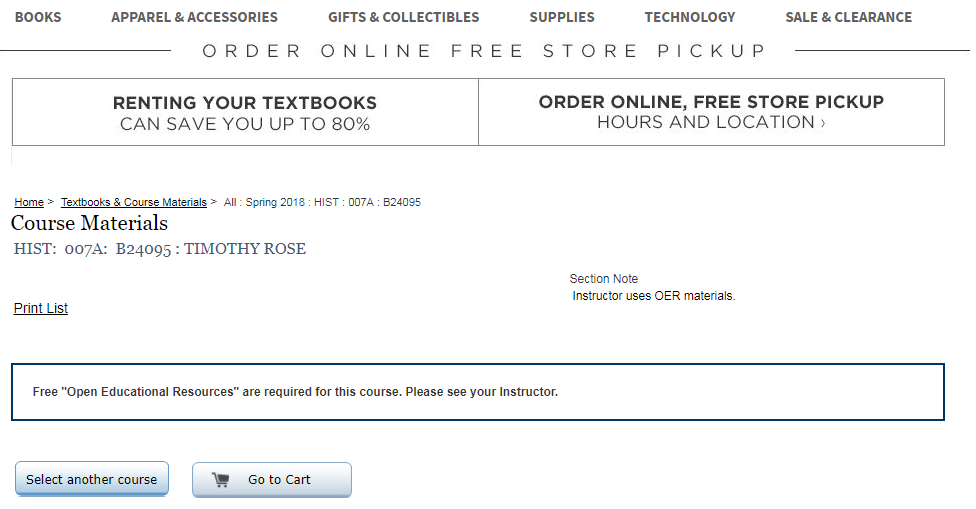 BOOKS APPAREL & ACCESSORIES GIFTS & COLLECTIBLES SUPPLIES TECHNOLOGY SALE & CLEARANCE
ORDER ONLINE FREE STORE PICKUP
RENTING YOUR TEXTBOOKS
CAN SAVE YOU UP TO 80%
ORDER ONLINE, FREE STORE PICKUP
HOURS AND LOCATION ›
Home > Textbooks & Course Materials > All : Spring 2018 : HIST : 007A : B24095
Course Materials
HIST: 007A: B24095 : TIMOTHY ROSE
Section Note
Instructor uses OER materials.
Print List
Free "Open Educational Resources" are required for this course. Please see your Instructor.
Select another course Go to Cart